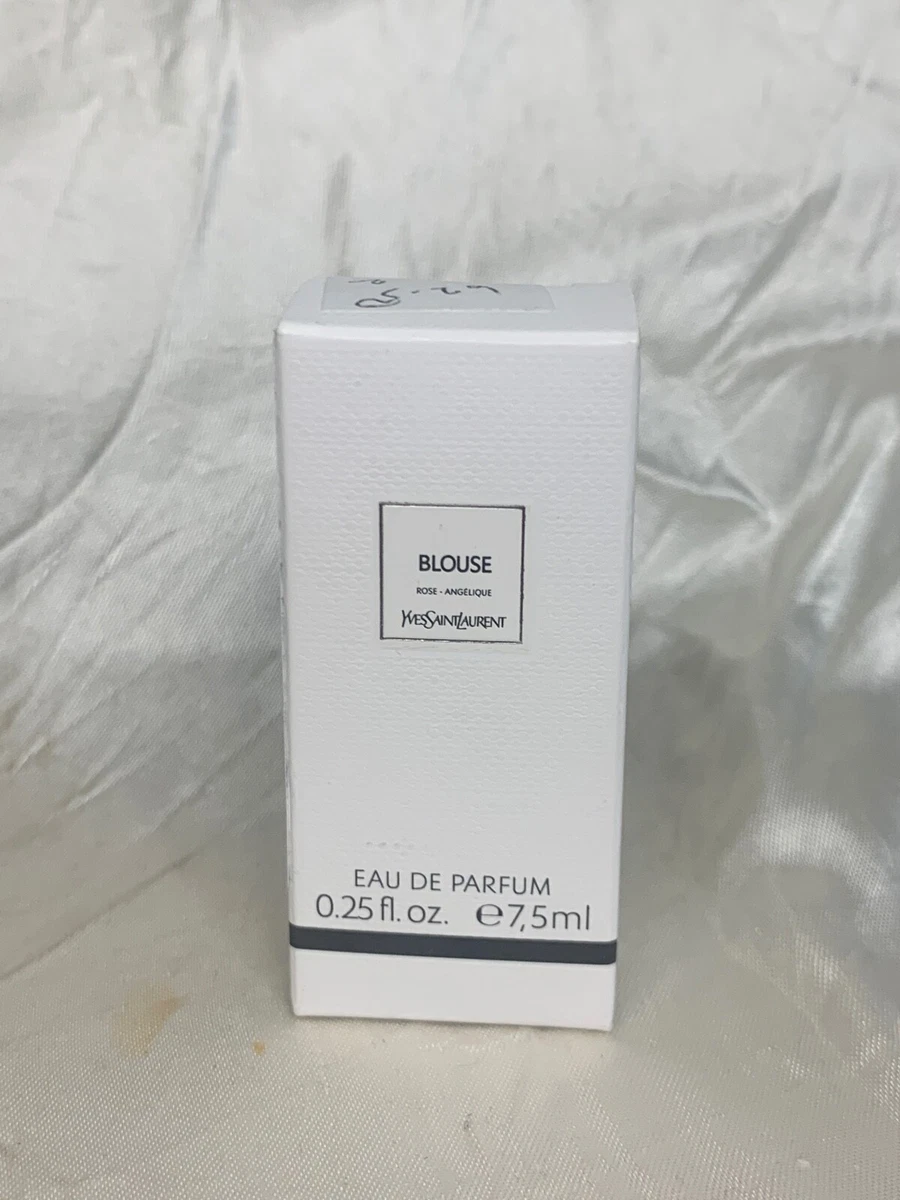 BLOUSE
ROSE - ANGÉLIQUE
YVESSAINTLAURENT
EAU DE PARFUM
0.25 fl. oz. ℮7,5ml